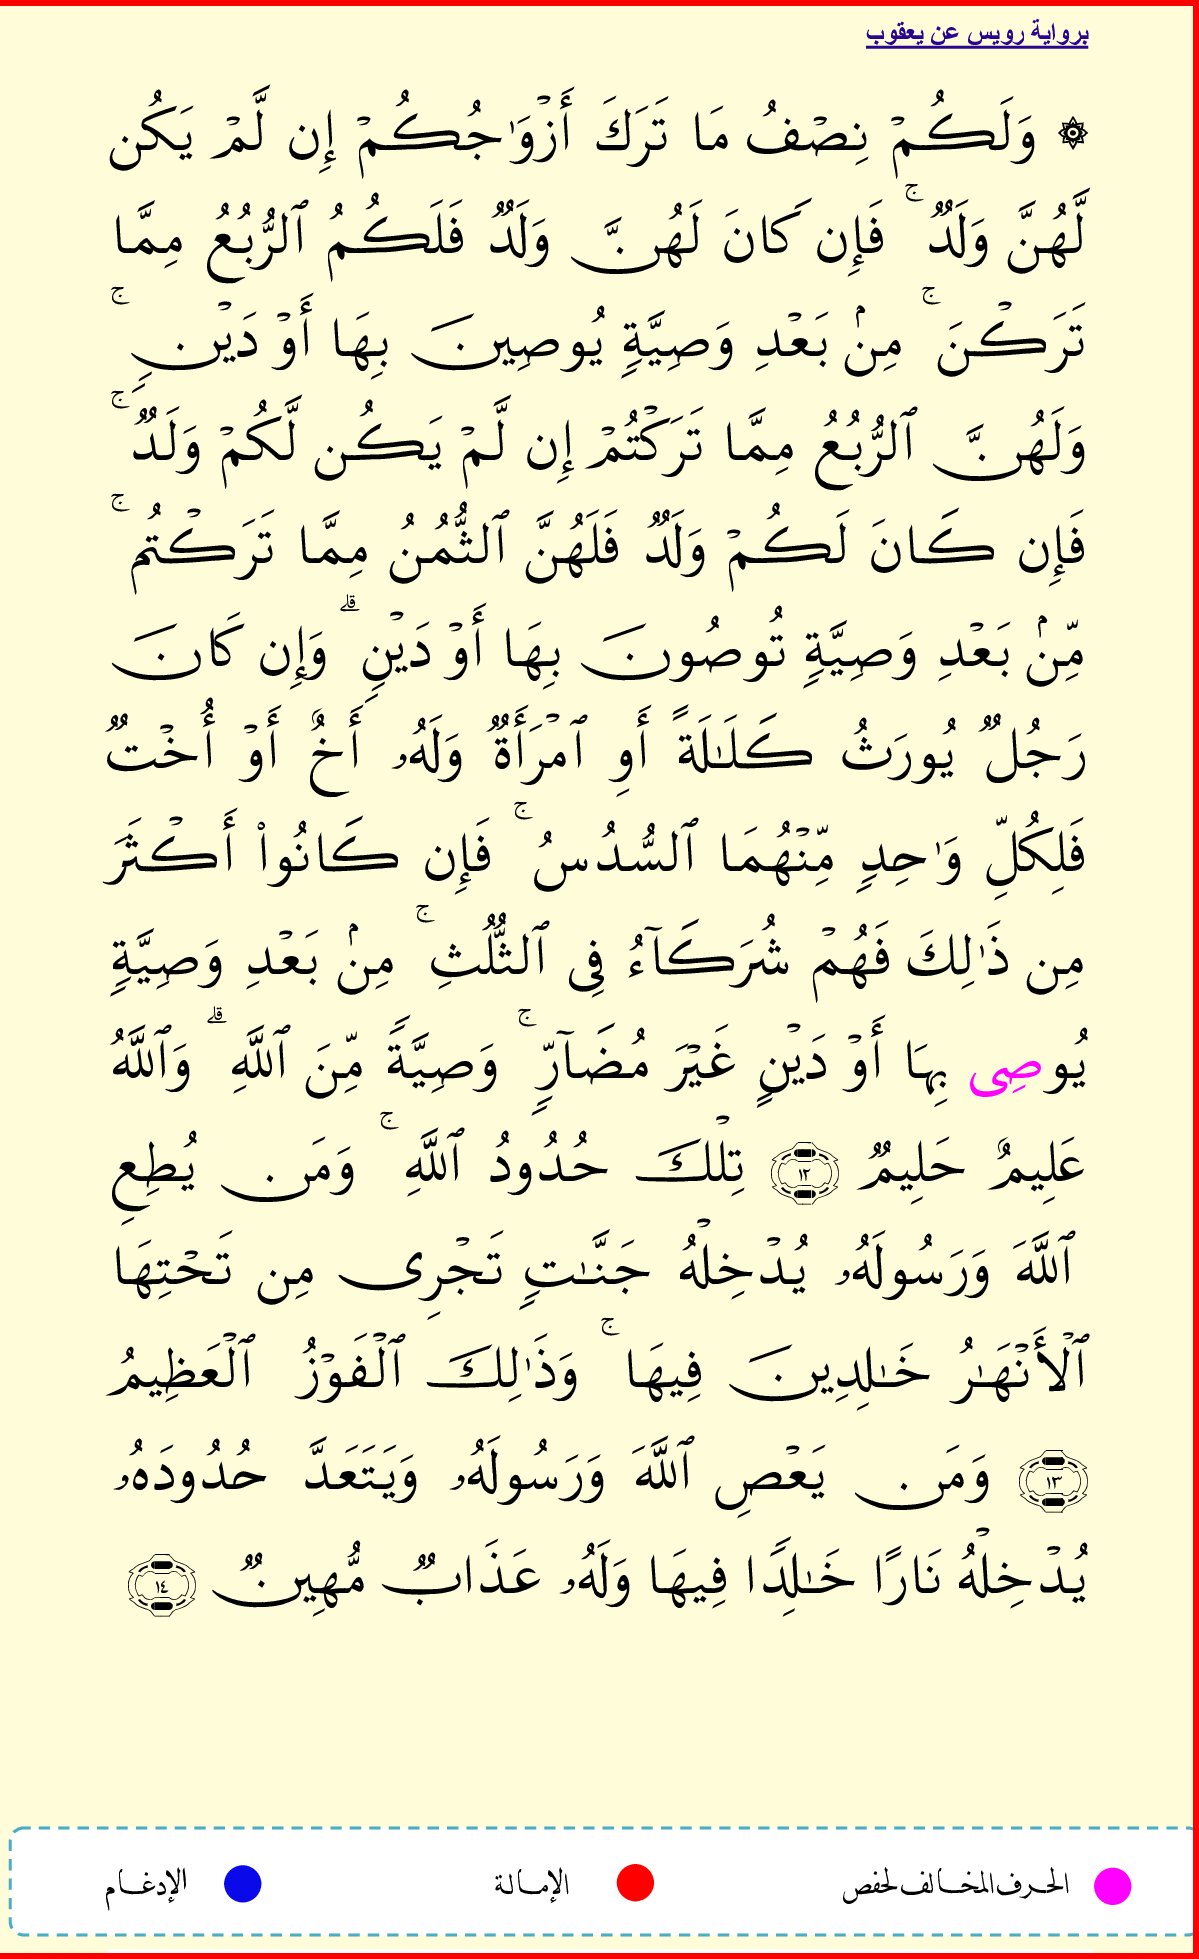 برواية رويس عن يعقوب
۞ وَلَكُمۡ نِصۡفُ مَا تَرَكَ أَزۡوَٰجُكُمۡ إِن لَّمۡ يَكُن
لَّهُنَّ وَلَدٞۚ فَإِن كَانَ لَهُنَّ وَلَدٞ فَلَكُمُ ٱلرُّبُعُ مِمَّا
تَرَكۡنَۚ مِنۢ بَعۡدِ وَصِيَّةٖ يُوصِينَ بِهَا أَوۡ دَيۡنٖۚ
وَلَهُنَّ ٱلرُّبُعُ مِمَّا تَرَكۡتُمۡ إِن لَّمۡ يَكُن لَّكُمۡ وَلَدٞۚ
فَإِن كَانَ لَكُمۡ وَلَدٞ فَلَهُنَّ ٱلثُّمُنُ مِمَّا تَرَكۡتُمۚ
مِّنۢ بَعۡدِ وَصِيَّةٖ تُوصُونَ بِهَا أَوۡ دَيۡنٖۗ وَإِن كَانَ
رَجُلٞ يُورَثُ كَلَٰلَةً أَوِ ٱمۡرَأَةٞ وَلَهُۥ أَخٌ أَوۡ أُخۡتٞ
فَلِكُلِّ وَٰحِدٖ مِّنۡهُمَا ٱلسُّدُسُۚ فَإِن كَانُوٓاْ أَكۡثَرَ
مِن ذَٰلِكَ فَهُمۡ شُرَكَآءُ فِي ٱلثُّلُثِۚ مِنۢ بَعۡدِ وَصِيَّةٖ
يُوصِي بِهَا أَوۡ دَيۡنٍ غَيۡرَ مُضَآرّٖۚ وَصِيَّةٗ مِّنَ ٱللَّهِۗ وَٱللَّهُ
عَلِيمٌ حَلِيمٞ ١٢ تِلۡكَ حُدُودُ ٱللَّهِۚ وَمَن يُطِعِ
ٱللَّهَ وَرَسُولَهُۥ يُدۡخِلۡهُ جَنَّٰتٖ تَجۡرِي مِن تَحۡتِهَا
ٱلۡأَنۡهَٰرُ خَٰلِدِينَ فِيهَاۚ وَذَٰلِكَ ٱلۡفَوۡزُ ٱلۡعَظِيمُ
١٣ وَمَن يَعۡصِ ٱللَّهَ وَرَسُولَهُۥ وَيَتَعَدَّ حُدُودَهُۥ
يُدۡخِلۡهُ نَارًا خَٰلِدٗا فِيهَا وَلَهُۥ عَذَابٞ مُّهِينٞ ١٤
الحرف المخالف لحفص الإمالة الإدغام